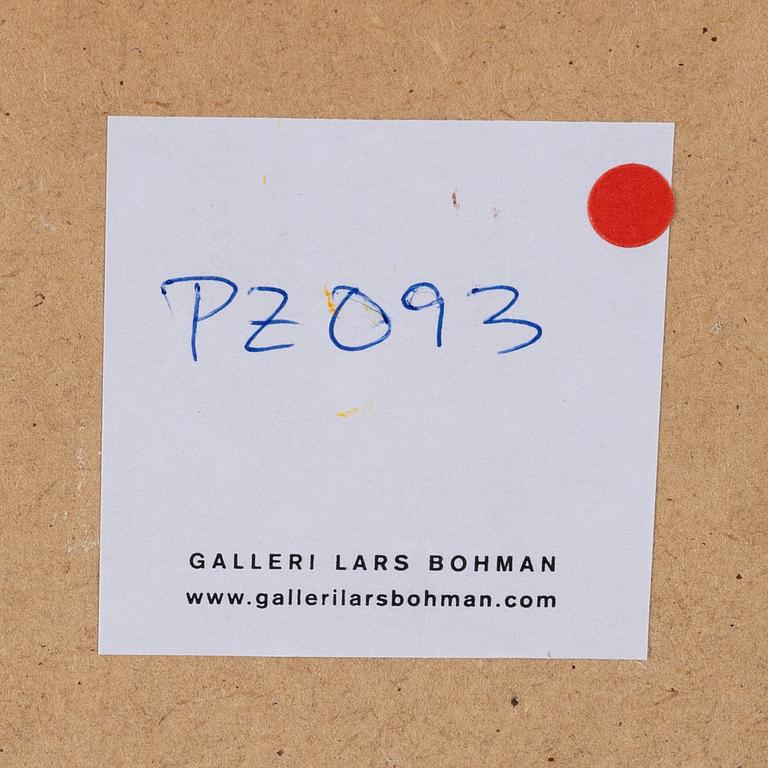 PZ093
GALLERI LARS BOHMAN
www.gallerilarsbohman.com